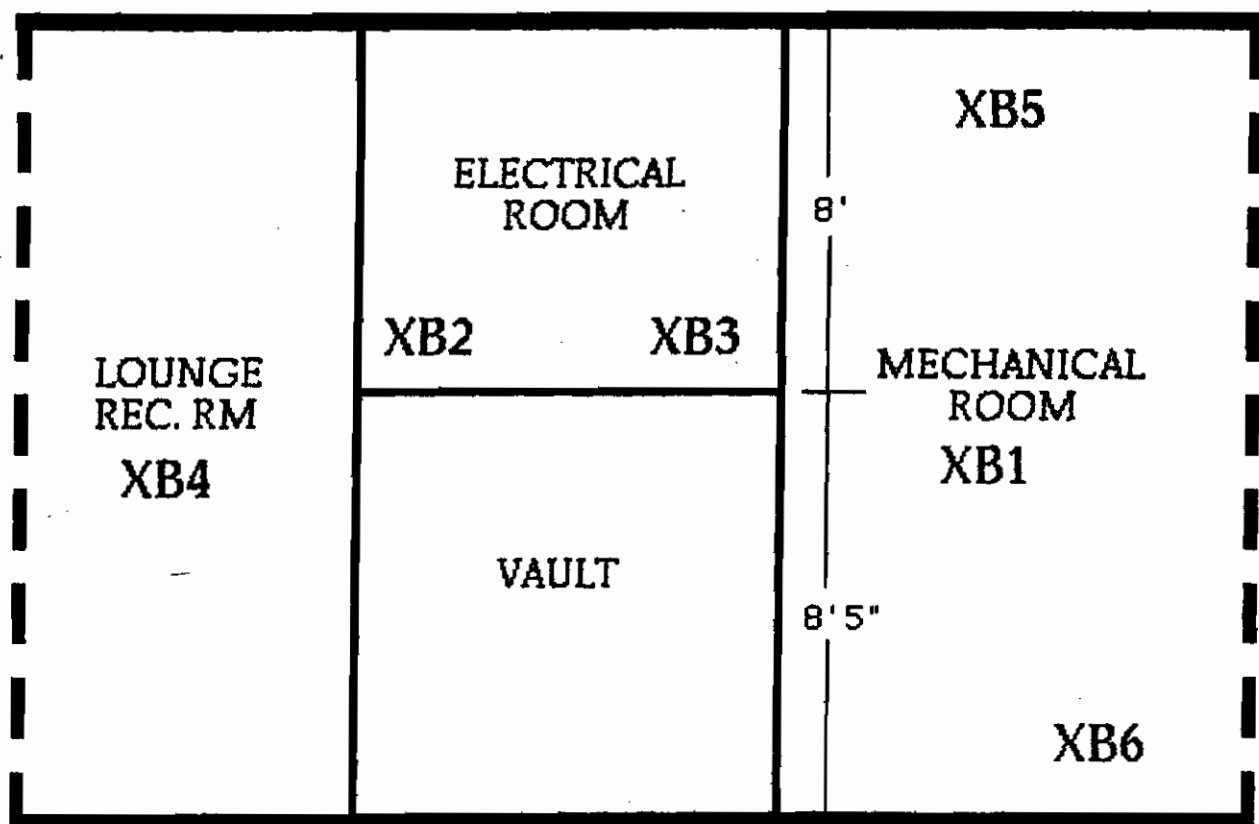 XB5
ELECTRICAL
ROOM
8'
XB2
XB3
LOUNGE
REC. RM
XB4
MECHANICAL
ROOM
XB1
VAULT
8'5"
XB6